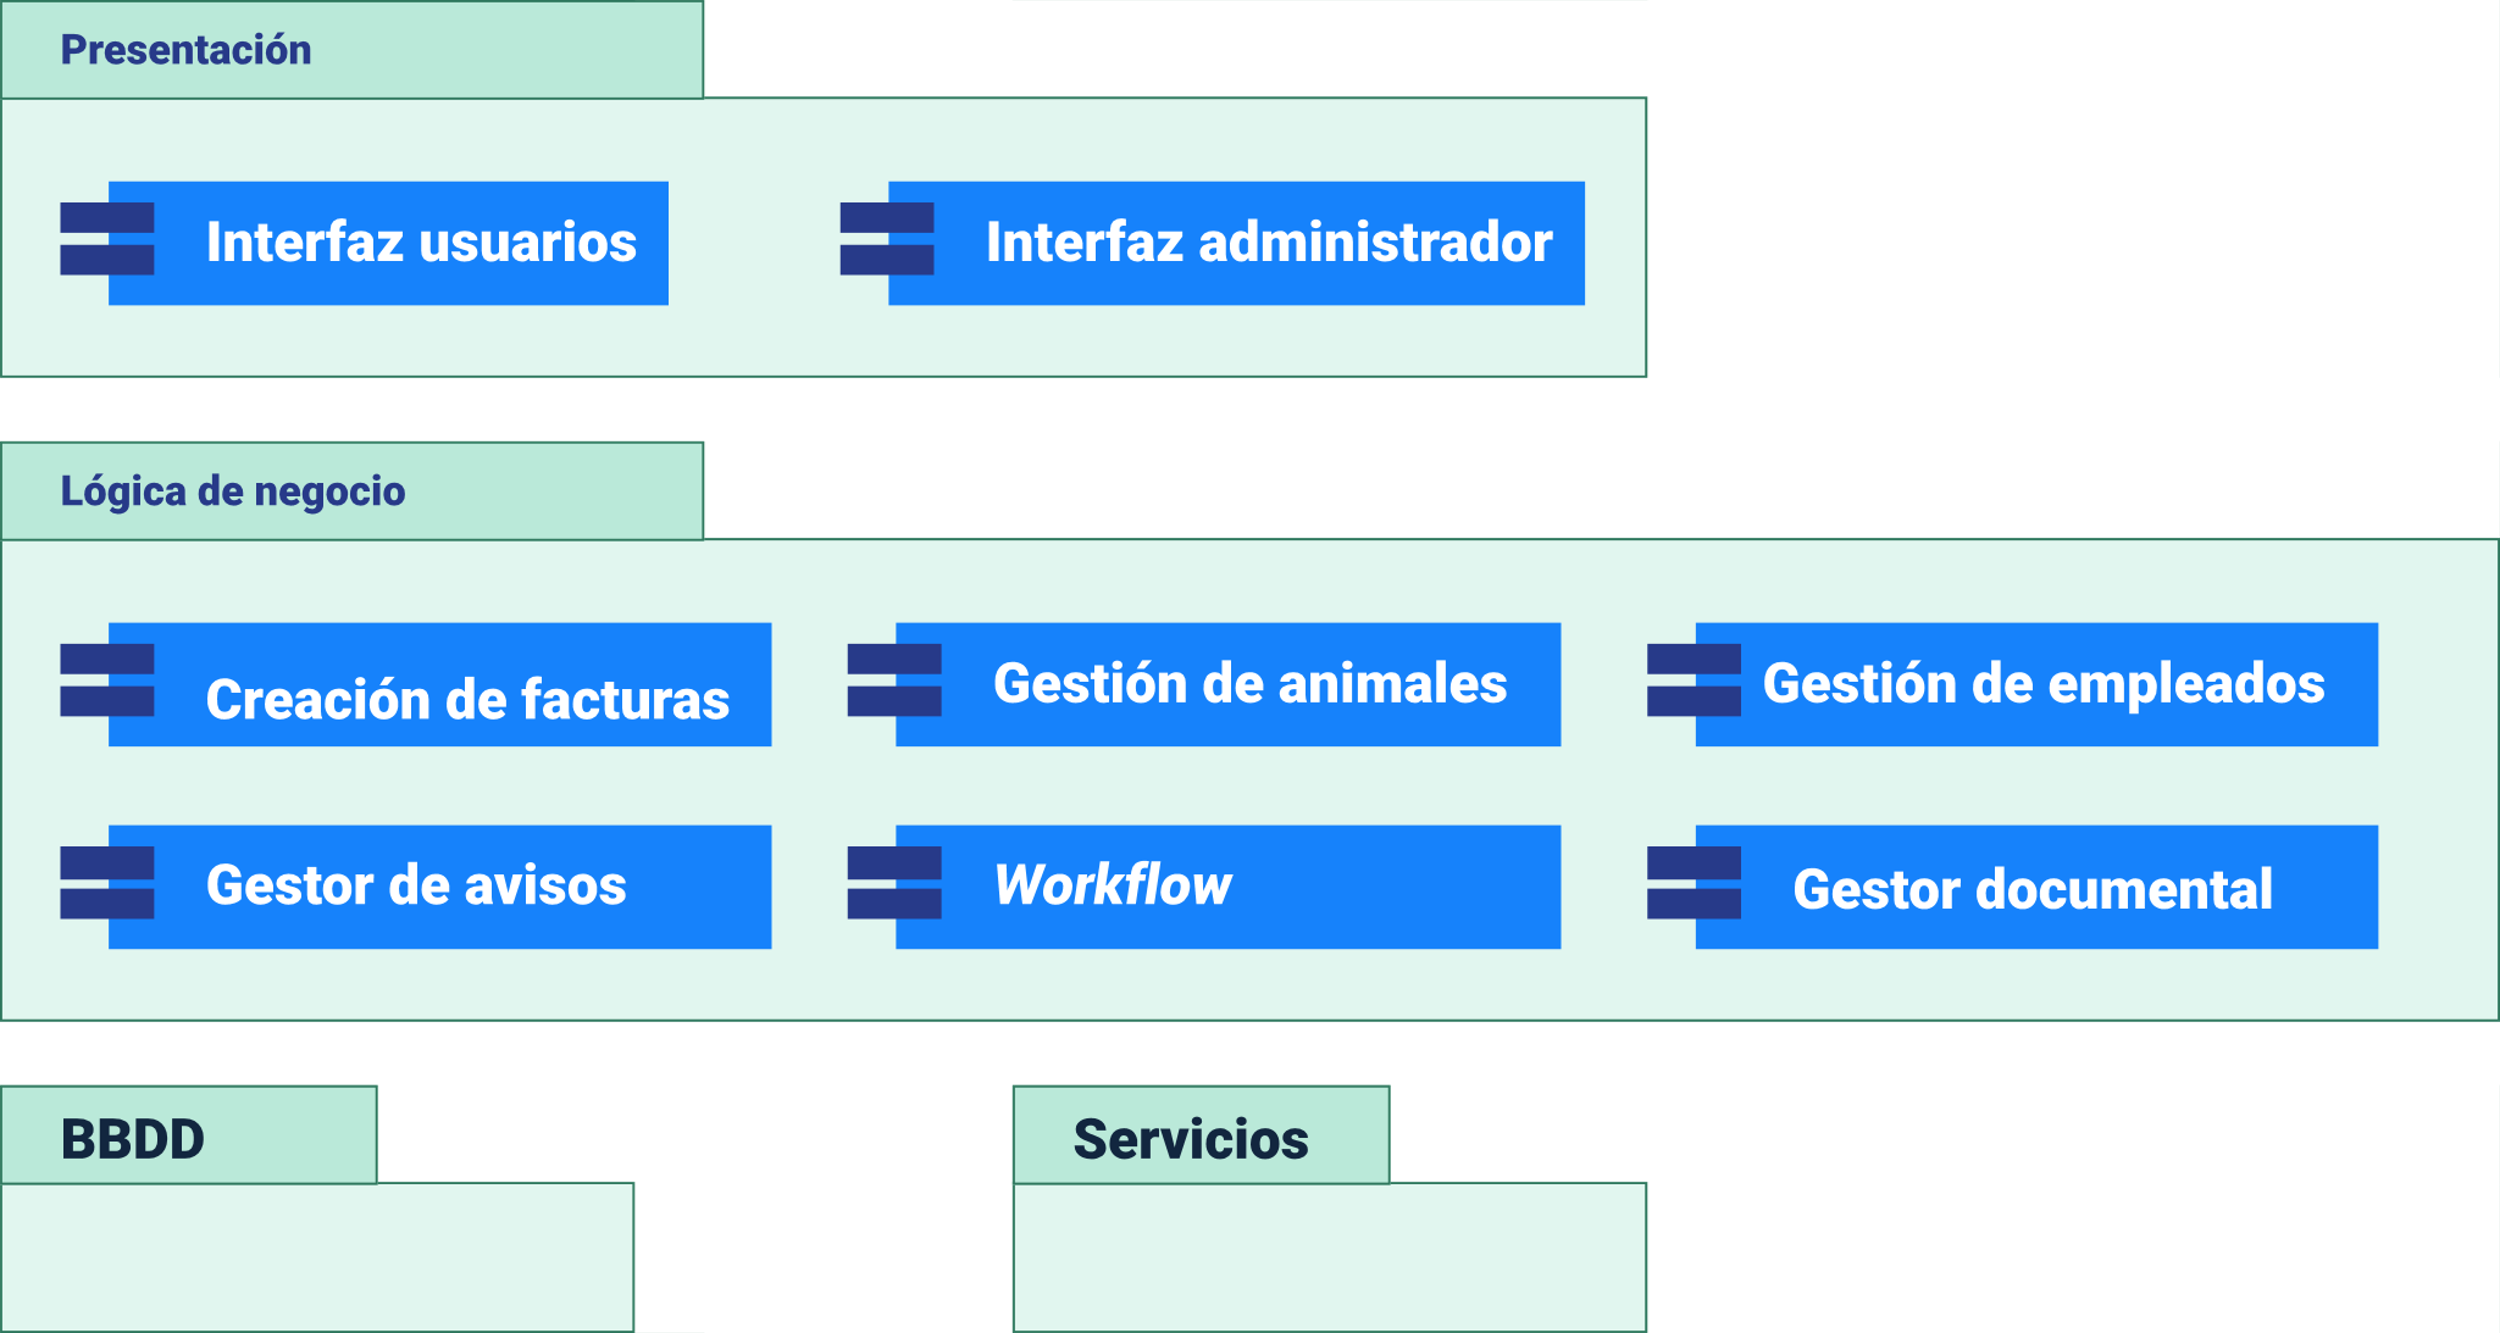 Presentación
Interfaz usuarios
Interfaz administrador
Lógica de negocio
Creación de facturas
Gestión de animales
Gestión de empleados
Gestor de avisos
Workflow
Gestor documental
BBDD
Servicios